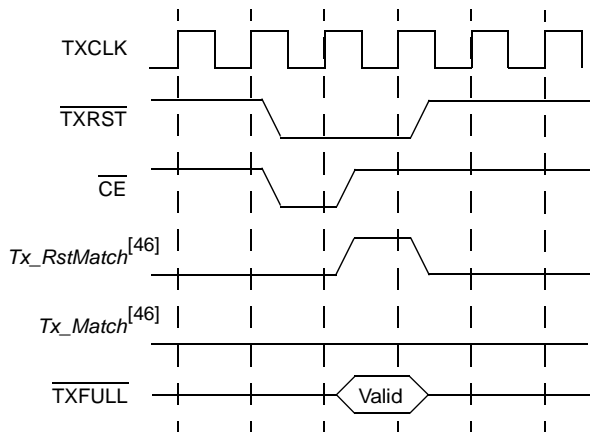 TXCLK
TXRST
CE
Tx_RstMatch[46]
Tx_Match[46]
TXFULL
Valid